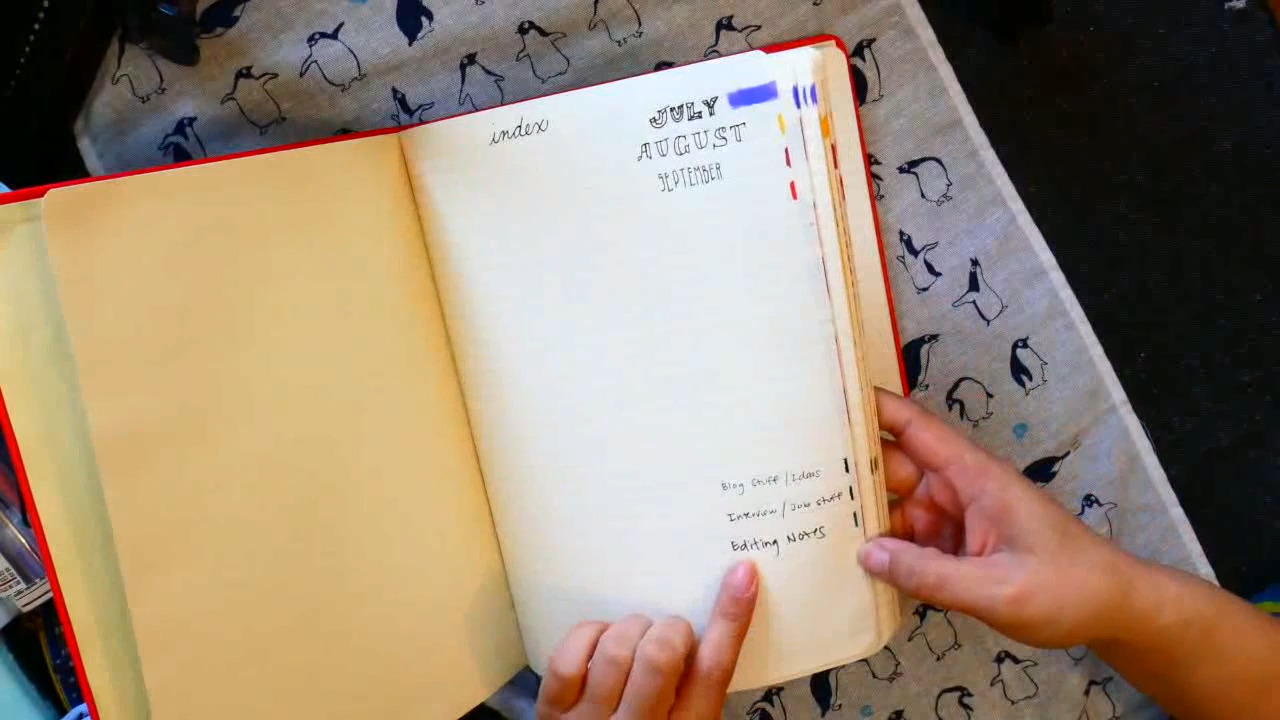 index
JULY
AUGUST
SEPTEMBER
Blog Stuff / Ideas
Interview / Job Stuff
Editing Notes